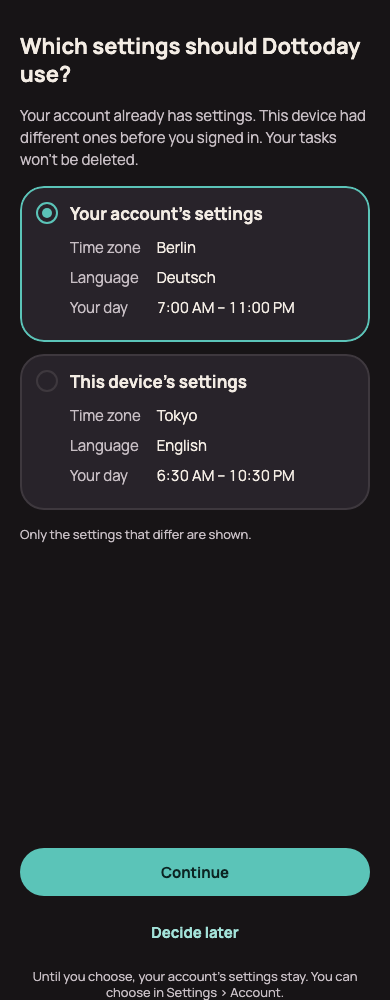 Which settings should Dottoday
use?
Your account already has settings. This device had
different ones before you signed in. Your tasks
won't be deleted.
Your account's settings
Time zone Berlin
Language Deutsch
Your day 7:00 AM – 11:00 PM
This device's settings
Time zone Tokyo
Language English
Your day 6:30 AM – 10:30 PM
Only the settings that differ are shown.
Continue
Decide later
Until you choose, your account's settings stay. You can
choose in Settings > Account.